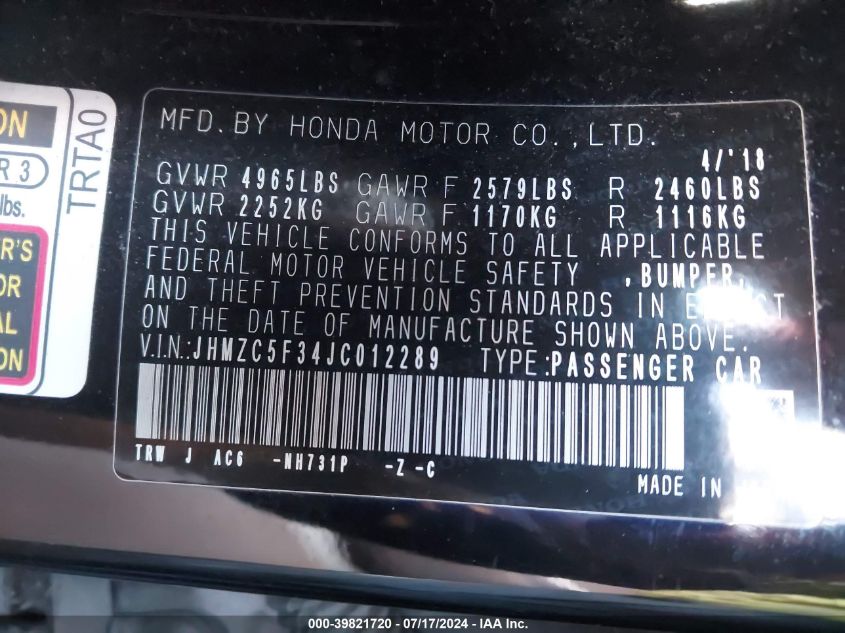 ON
R 3
lbs.
ER'S
OR
AL
ION
TRTA0
MFD.BY HONDA MOTOR CO.,LTD.
4/'18
GVWR 4965LBS GAWR F 2579LBS R 2460LBS
GVWR 2252KG GAWR F 1170KG R 1116KG
THIS VEHICLE CONFORMS TO ALL APPLICABLE
FEDERAL MOTOR VEHICLE SAFETY ,BUMPER,
AND THEFT PREVENTION STANDARDS IN EFFECT
ON THE DATE OF MANUFACTURE SHOWN ABOVE.
V.I.N.:JHMZC5F34JC012289 TYPE:PASSENGER CAR
TRW J AC6 -NH731P -Z -C
MADE IN
000-39821720 - 07/17/2024 - IAA Inc.